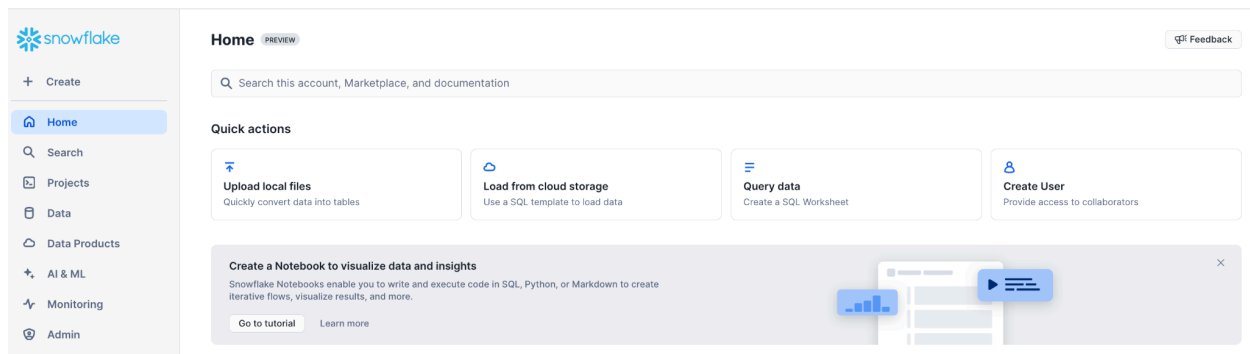 snowflake
Create
Home
Search
Projects
Data
Data Products
AI & ML
Monitoring
Admin
Home PREVIEW
Feedback
Search this account, Marketplace, and documentation
Quick actions
Upload local files
Quickly convert data into tables
Load from cloud storage
Use a SQL template to load data
Query data
Create a SQL Worksheet
Create User
Provide access to collaborators
Create a Notebook to visualize data and insights
Snowflake Notebooks enable you to write and execute code in SQL, Python, or Markdown to create
iterative flows, visualize results, and more.
Go to tutorial Learn more